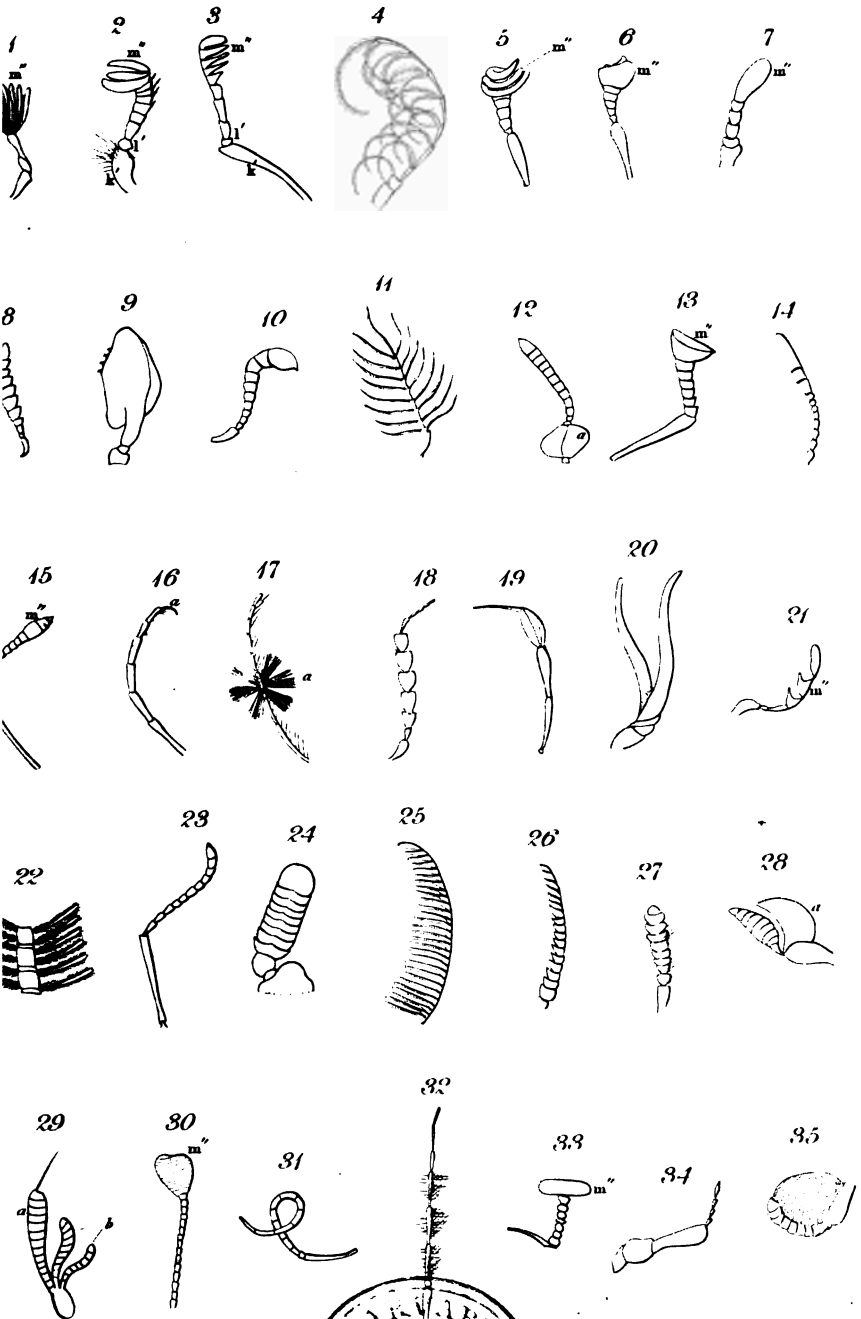 1 2 3 4 5 6 7
m″ m″ m″ m″ m″ m″
l′ l′
k k
8 9 10 11 12 13 14
m″
a
15 16 17 18 19 20 21
m″ a
a
m″
22 23 24 25 26 27 28
a
29 30 31 32 33 34 35
m″
m″
a b